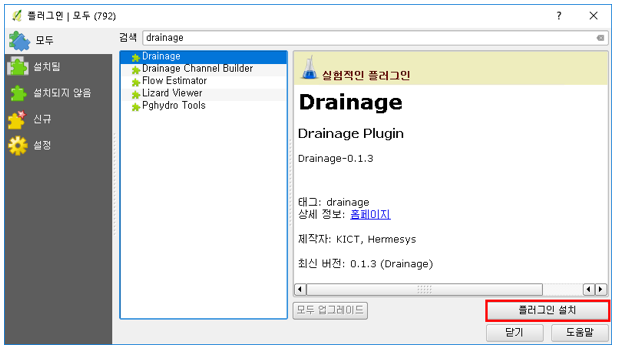 플러그인 | 모두 (792)
모두
설치됨
설치되지 않음
신규
설정
검색 drainage
Drainage
Drainage Channel Builder
Flow Estimator
Lizard Viewer
Pghydro Tools
실험적인 플러그인
Drainage
Drainage Plugin
Drainage-0.1.3
태그: drainage
상세 정보: 홈페이지
제작자: KICT, Hermesys
최신 버전: 0.1.3 (Drainage)
모두 업그레이드
플러그인 설치
닫기
도움말